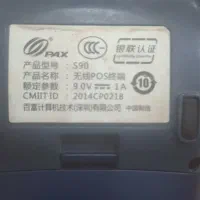 PAX
CCC
银联认证
产品型号: S90
产品名称: 无线POS终端
额定参数: 9.0V⎓1A
CMIIT ID: 2014CP0218
百富计算机技术(深圳)有限公司 中国制造
10